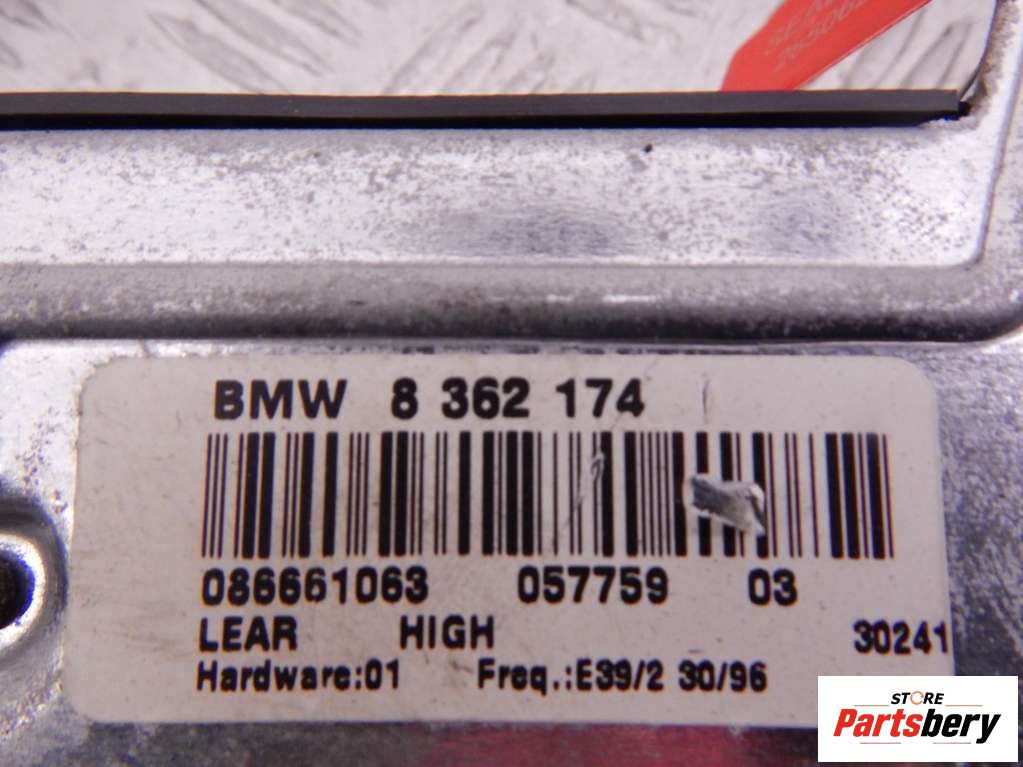 BMW 8 362 174
086661063 057759 03
LEAR HIGH 30241
Hardware:01 Freq.:E39/2 30/96
STORE
Partsbery